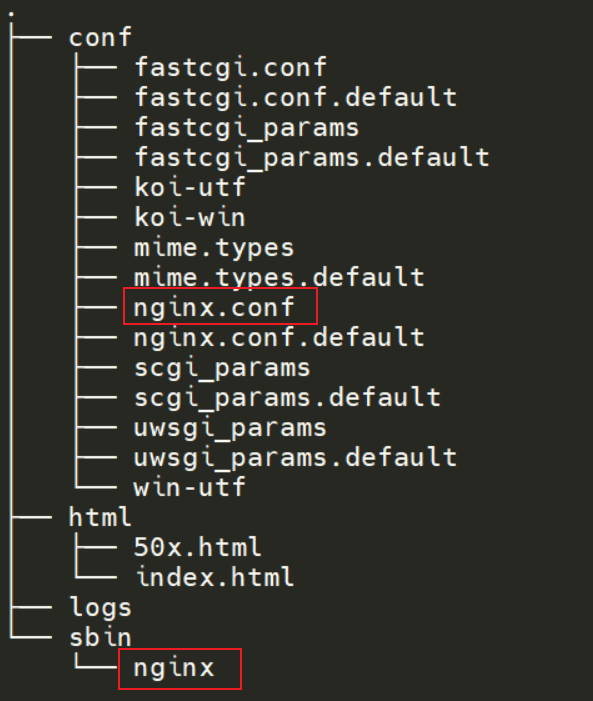 .
├── conf
│   ├── fastcgi.conf
│   ├── fastcgi.conf.default
│   ├── fastcgi_params
│   ├── fastcgi_params.default
│   ├── koi-utf
│   ├── koi-win
│   ├── mime.types
│   ├── mime.types.default
│   ├── nginx.conf
│   ├── nginx.conf.default
│   ├── scgi_params
│   ├── scgi_params.default
│   ├── uwsgi_params
│   ├── uwsgi_params.default
│   └── win-utf
├── html
│   ├── 50x.html
│   └── index.html
├── logs
└── sbin
    └── nginx